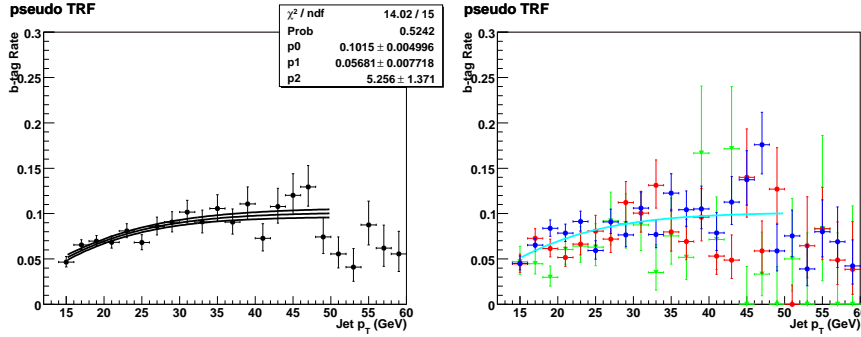 pseudo TRF
χ² / ndf 14.02 / 15
Prob 0.5242
p0 0.1015 ± 0.004996
p1 0.05681 ± 0.007718
p2 5.256 ± 1.371
b-tag Rate
0.3
0.25
0.2
0.15
0.1
0.05
0
15 20 25 30 35 40 45 50 55 60
Jet p_T (GeV)
pseudo TRF
b-tag Rate
0.3
0.25
0.2
0.15
0.1
0.05
0
15 20 25 30 35 40 45 50 55 60
Jet p_T (GeV)